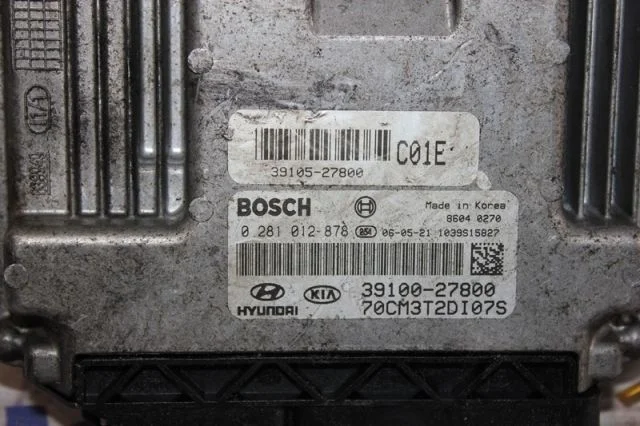 C01E
39105-27800
BOSCH
Made in Korea
8604 0270
0 281 012-878 051 06-05-21 1039S15827
39100-27800
HYUNDAI KIA 70CM3T2DI07S